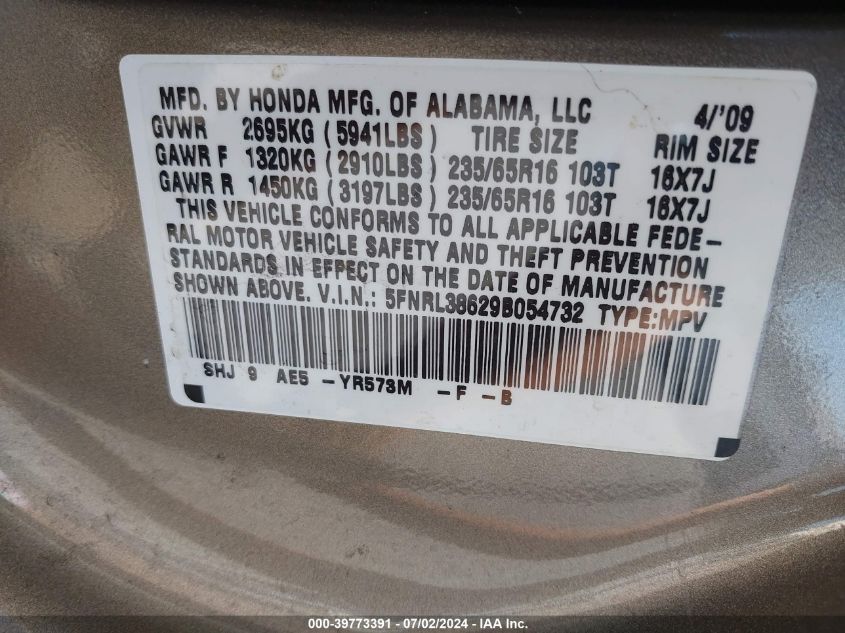 MFD. BY HONDA MFG. OF ALABAMA, LLC 4/'09
GVWR 2695KG (5941LBS) TIRE SIZE RIM SIZE
GAWR F 1320KG (2910LBS) 235/65R16 103T 16X7J
GAWR R 1450KG (3197LBS) 235/65R16 103T 16X7J
THIS VEHICLE CONFORMS TO ALL APPLICABLE FEDE-
RAL MOTOR VEHICLE SAFETY AND THEFT PREVENTION
STANDARDS IN EFFECT ON THE DATE OF MANUFACTURE
SHOWN ABOVE. V.I.N.: 5FNRL38629B054732 TYPE:MPV
SHJ 9 AE5 -YR573M -F -B
000-39773391 - 07/02/2024 - IAA Inc.